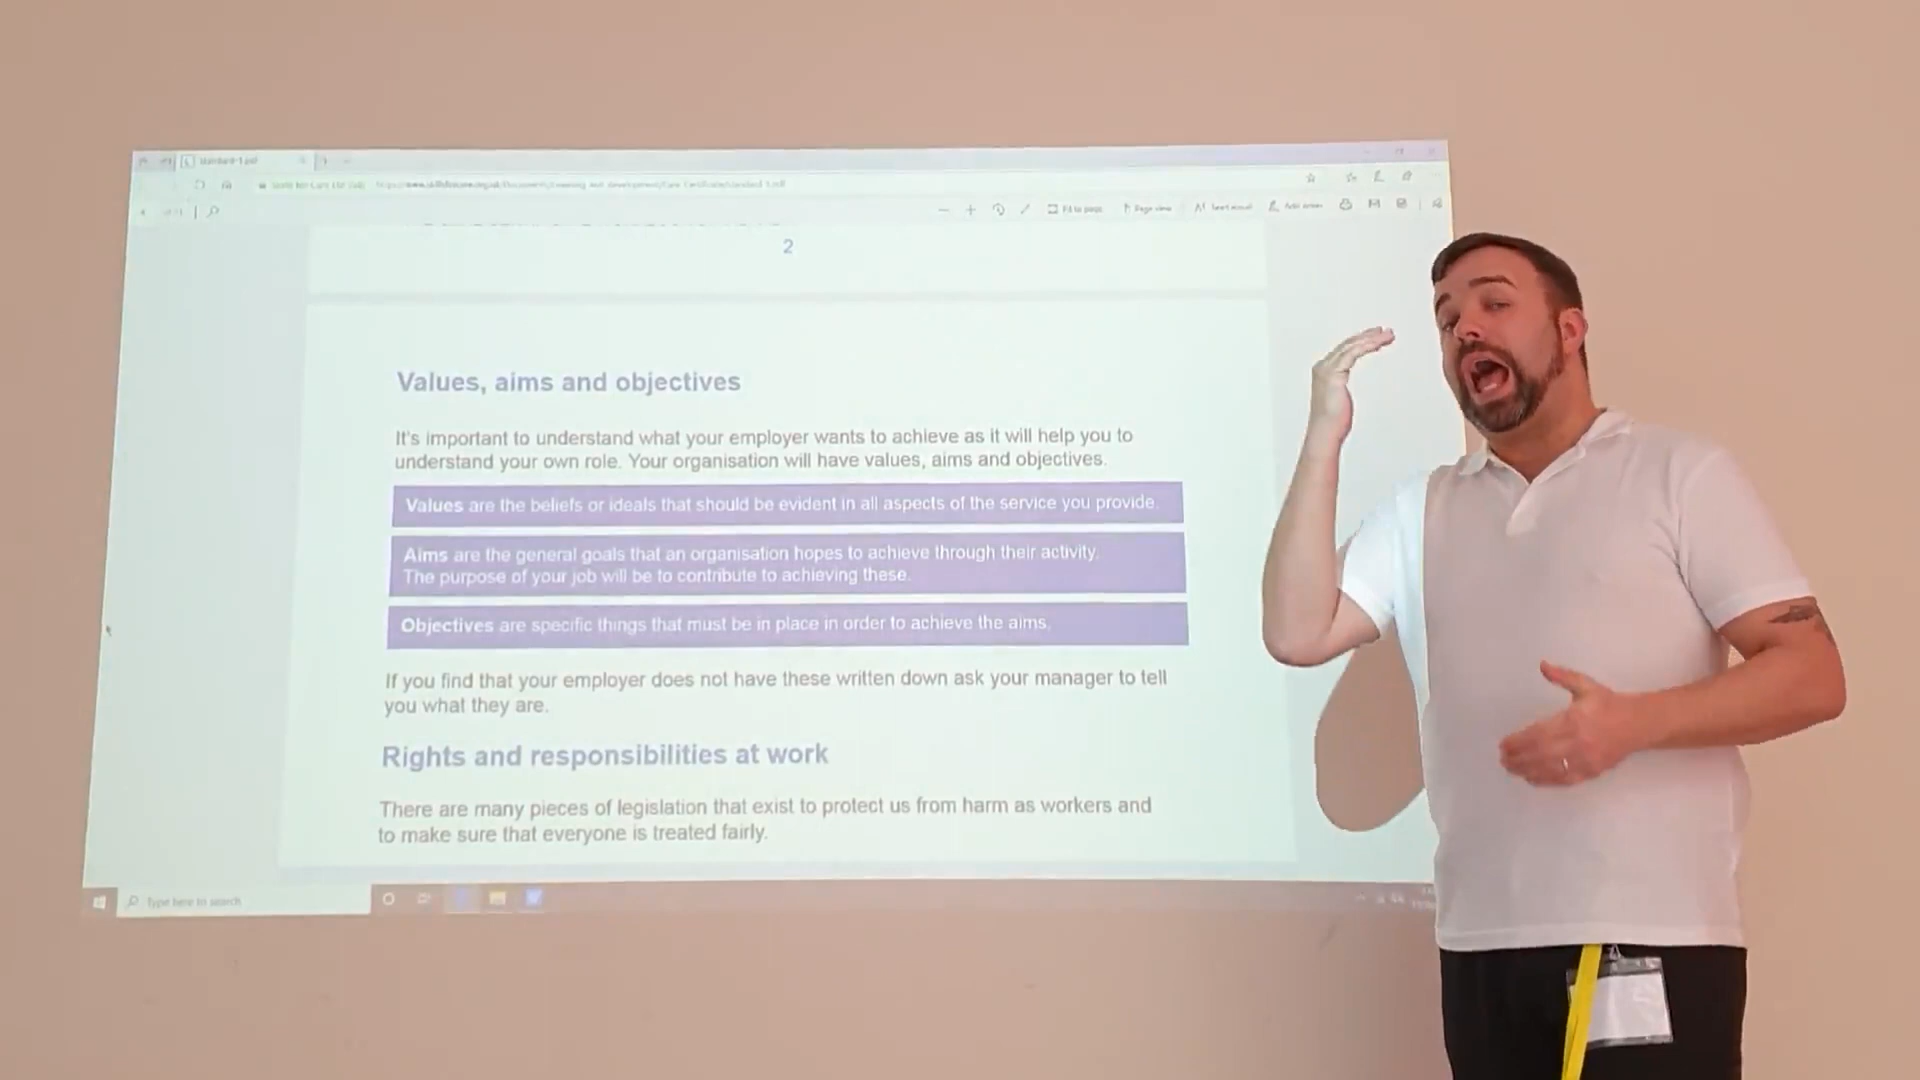 standard-1.pdf
2
Values, aims and objectives
It's important to understand what your employer wants to achieve as it will help you to
understand your own role. Your organisation will have values, aims and objectives.
Values are the beliefs or ideals that should be evident in all aspects of the service you provide.
Aims are the general goals that an organisation hopes to achieve through their activity.
The purpose of your job will be to contribute to achieving these.
Objectives are specific things that must be in place in order to achieve the aims.
If you find that your employer does not have these written down ask your manager to tell
you what they are.
Rights and responsibilities at work
There are many pieces of legislation that exist to protect us from harm as workers and
to make sure that everyone is treated fairly.
Type here to search